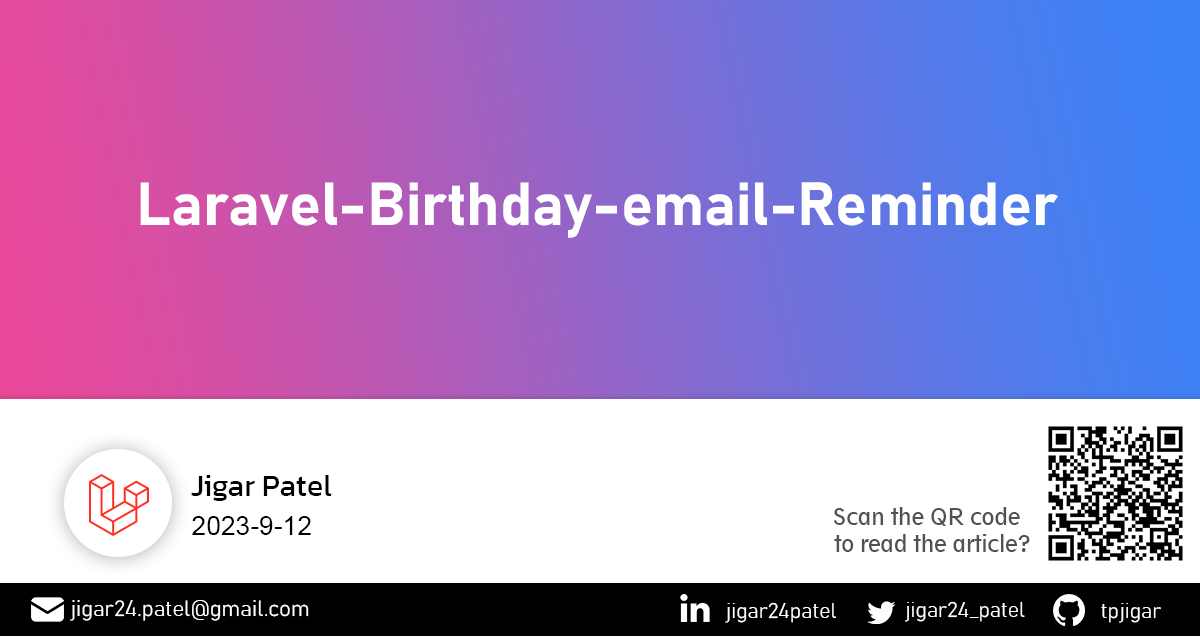 Laravel-Birthday-email-Reminder
Jigar Patel
2023-9-12
Scan the QR code
to read the article?
jigar24.patel@gmail.com
jigar24patel
jigar24_patel
tpjigar